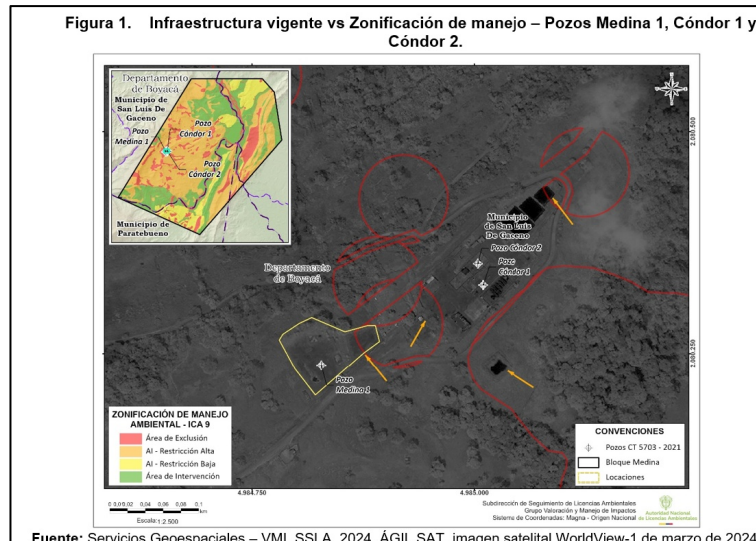 Figura 1. Infraestructura vigente vs Zonificación de manejo – Pozos Medina 1, Cóndor 1 y
Cóndor 2.
Departamento
de Boyacá
Municipio de
San Luis De
Gaceno
Pozo
Medina 1
Pozo
Cóndor 1
Pozo
Cóndor 2
Municipio de
Paratebueno
2.030.500
Municipio
de San Luis
De Gaceno
Pozo Cóndor 2
Pozo
Cóndor 1
Departamento
de Boyacá
Pozo
Medina 1
ZONIFICACIÓN DE MANEJO
AMBIENTAL - ICA 9
Área de Exclusión
AI - Restricción Alta
AI - Restricción Baja
Área de Intervención
CONVENCIONES
Pozos CT 5703 - 2021
Bloque Medina
Locaciones
4.984.750
4.985.000
km
Escala:1:2.500
Subdirección de Seguimiento de Licencias Ambientales
Grupo Valoración y Manejo de Impactos
Sistema de Coordenadas: Magna - Origen Nacional
Autoridad Nacional
de Licencias Ambientales
Fuente: Servicios Geoespaciales – VMI, SSLA, 2024. ÁGIL SAT, imagen satelital WorldView-1 de marzo de 2024